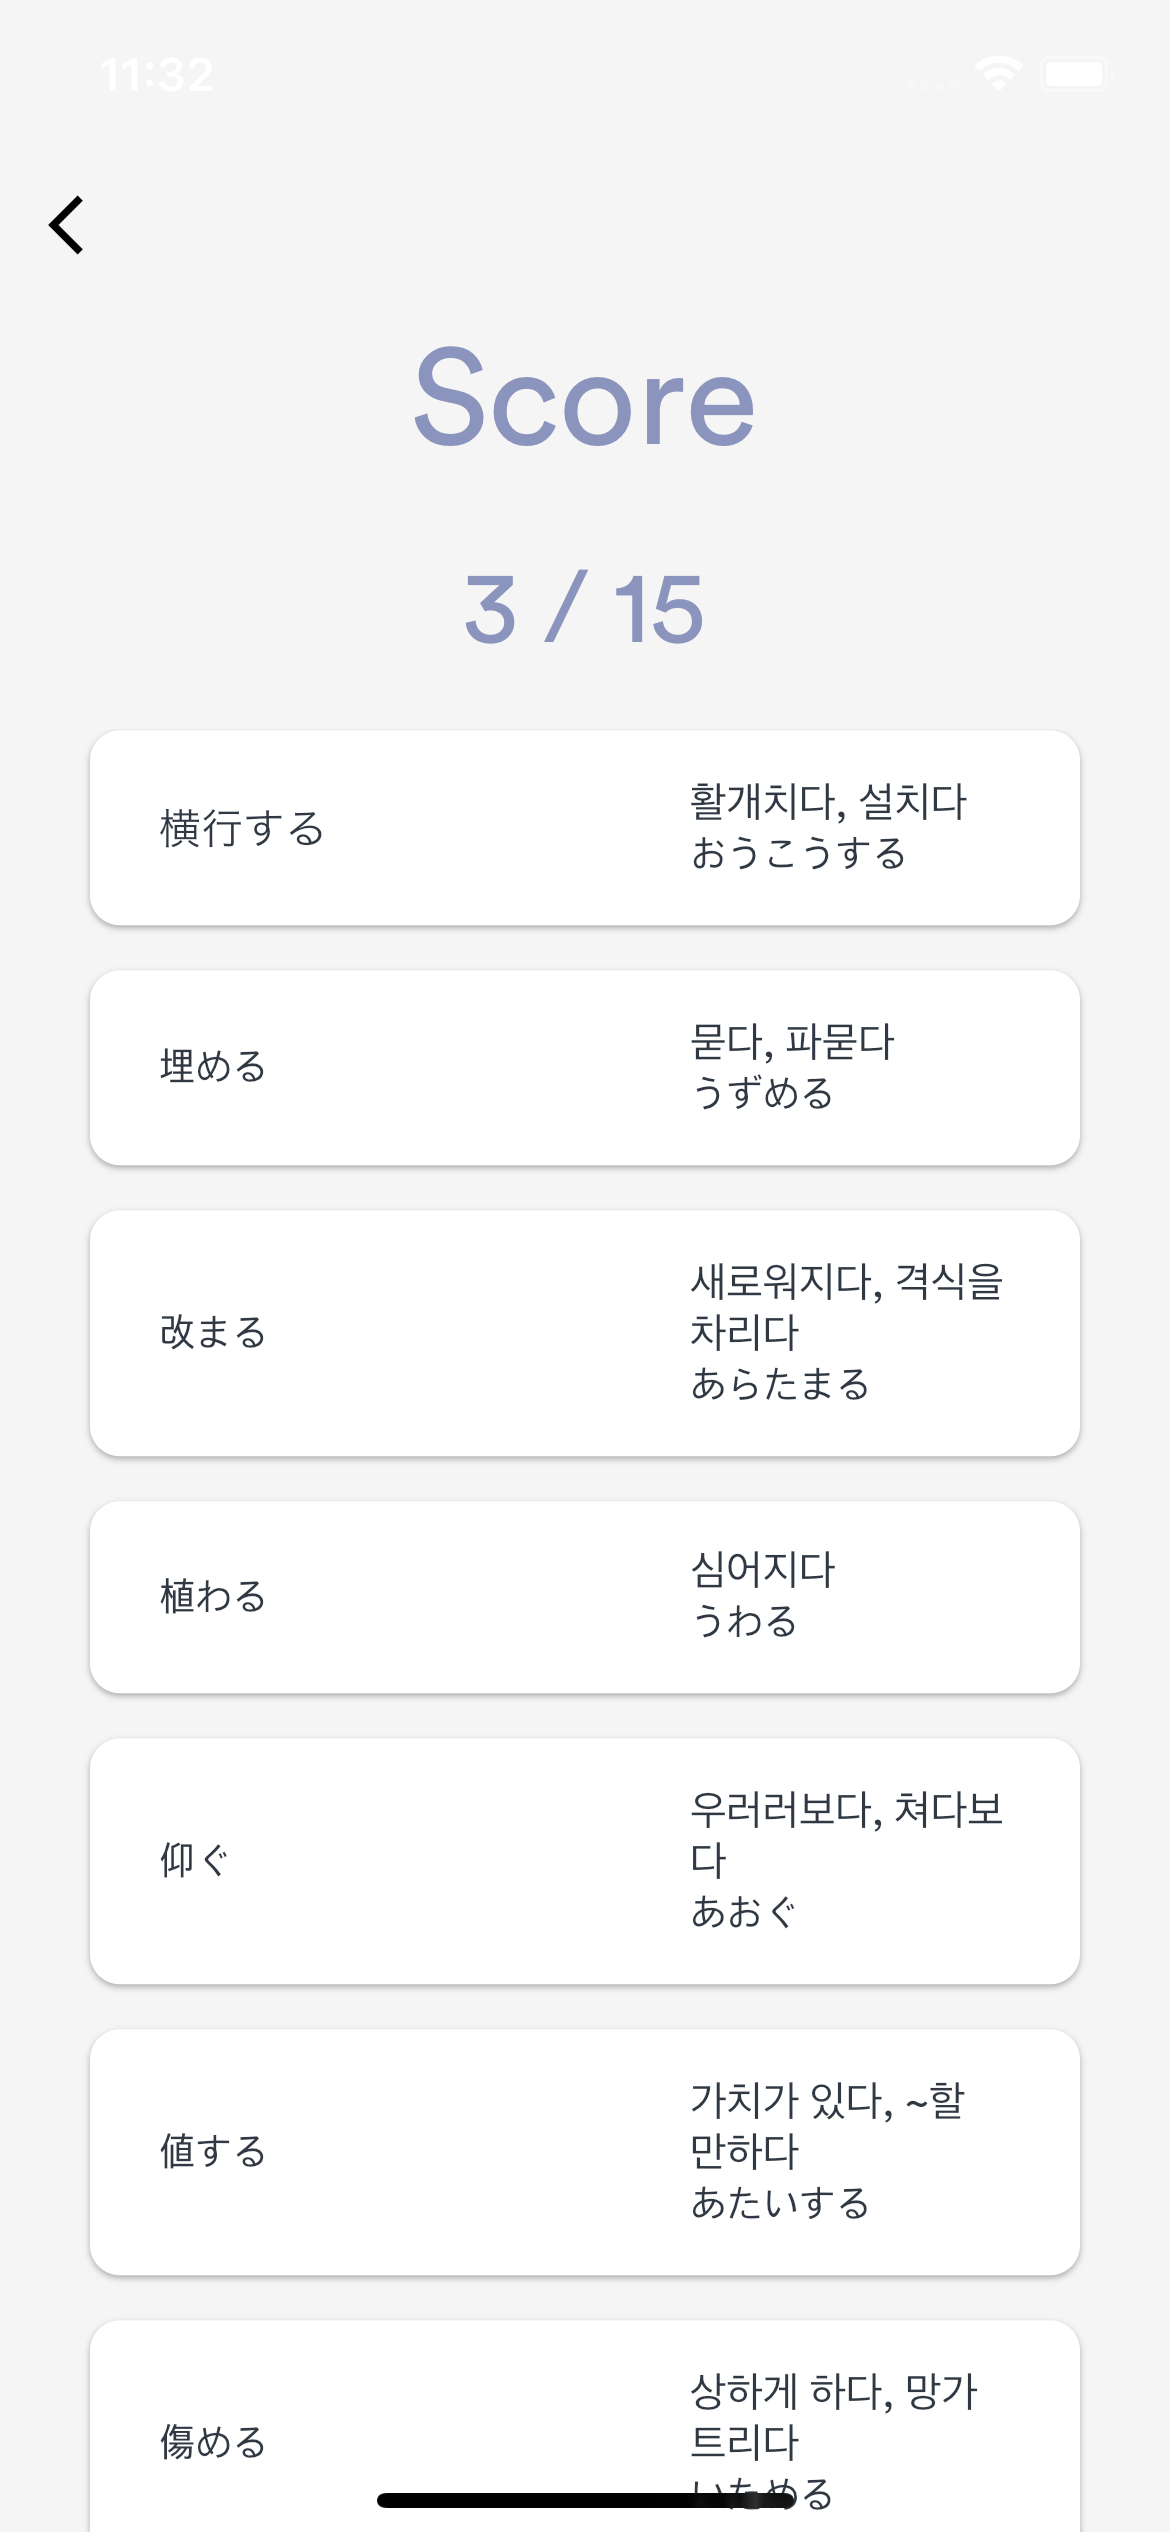 11:32
Score
3 / 15
横行する
활개치다, 설치다
おうこうする
埋める
묻다, 파묻다
うずめる
改まる
새로워지다, 격식을
차리다
あらたまる
植わる
심어지다
うわる
仰ぐ
우러러보다, 쳐다보
다
あおぐ
値する
가치가 있다, ~할
만하다
あたいする
傷める
상하게 하다, 망가
트리다
いためる